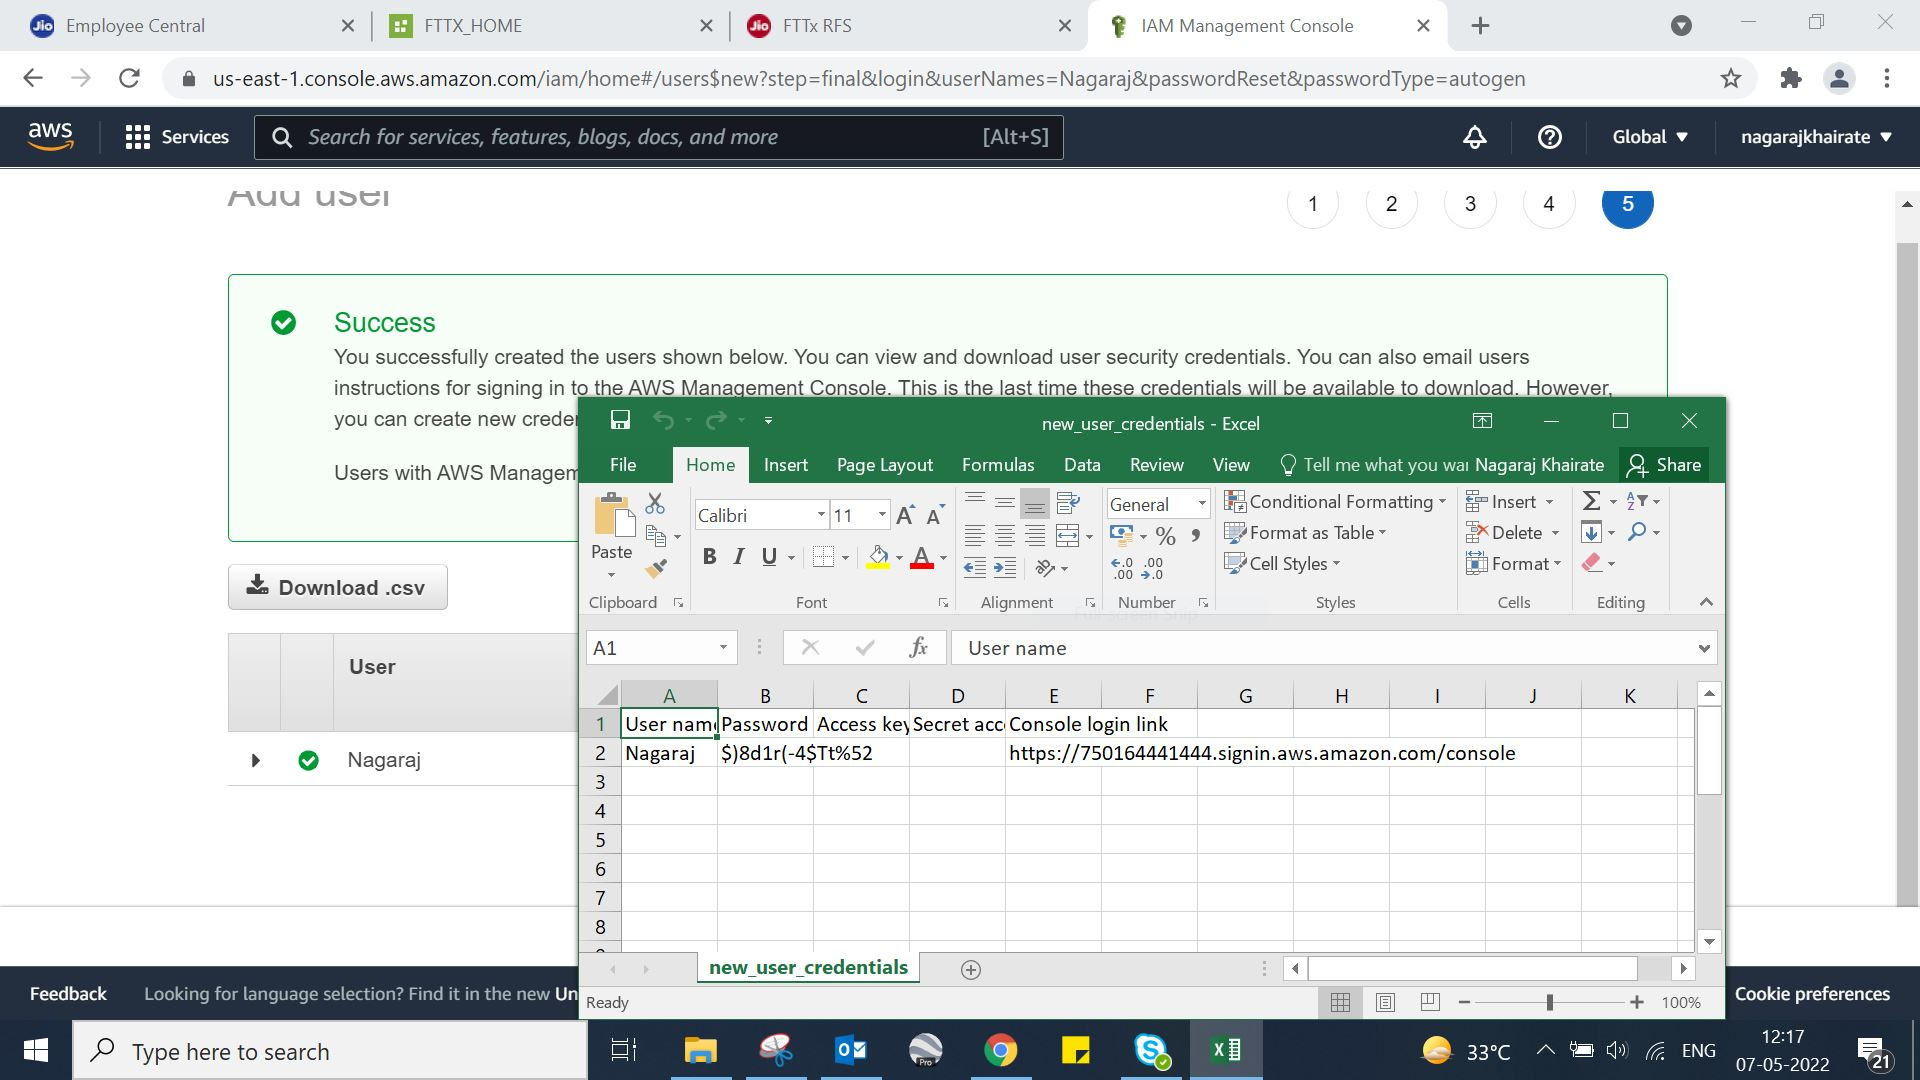 Employee Central
FTTX_HOME
FTTx RFS
IAM Management Console
us-east-1.console.aws.amazon.com/iam/home#/users$new?step=final&login&userNames=Nagaraj&passwordReset&passwordType=autogen
aws
Services
Search for services, features, blogs, docs, and more
[Alt+S]
Global
nagarajkhairate
Add user
1 2 3 4 5
Success
You successfully created the users shown below. You can view and download user security credentials. You can also email users
instructions for signing in to the AWS Management Console. This is the last time these credentials will be available to download. However,
you can create new creder
Users with AWS Managem
Download .csv
User
Nagaraj
new_user_credentials - Excel
File Home Insert Page Layout Formulas Data Review View Tell me what you wai Nagaraj Khairate Share
Paste
Calibri 11
B I U
General
Conditional Formatting
Format as Table
Cell Styles
Insert
Delete
Format
Clipboard Font Alignment Number Styles Cells Editing
Full-screen Snip
A1 fx User name
A B C D E F G H I J K
1 User name Password Access key Secret acc Console login link
2 Nagaraj $)8d1r(-4$Tt%52 https://750164441444.signin.aws.amazon.com/console
3
4
5
6
7
8
new_user_credentials
Ready
100%
Feedback Looking for language selection? Find it in the new Un
Cookie preferences
Type here to search
33°C
ENG
12:17
07-05-2022
21